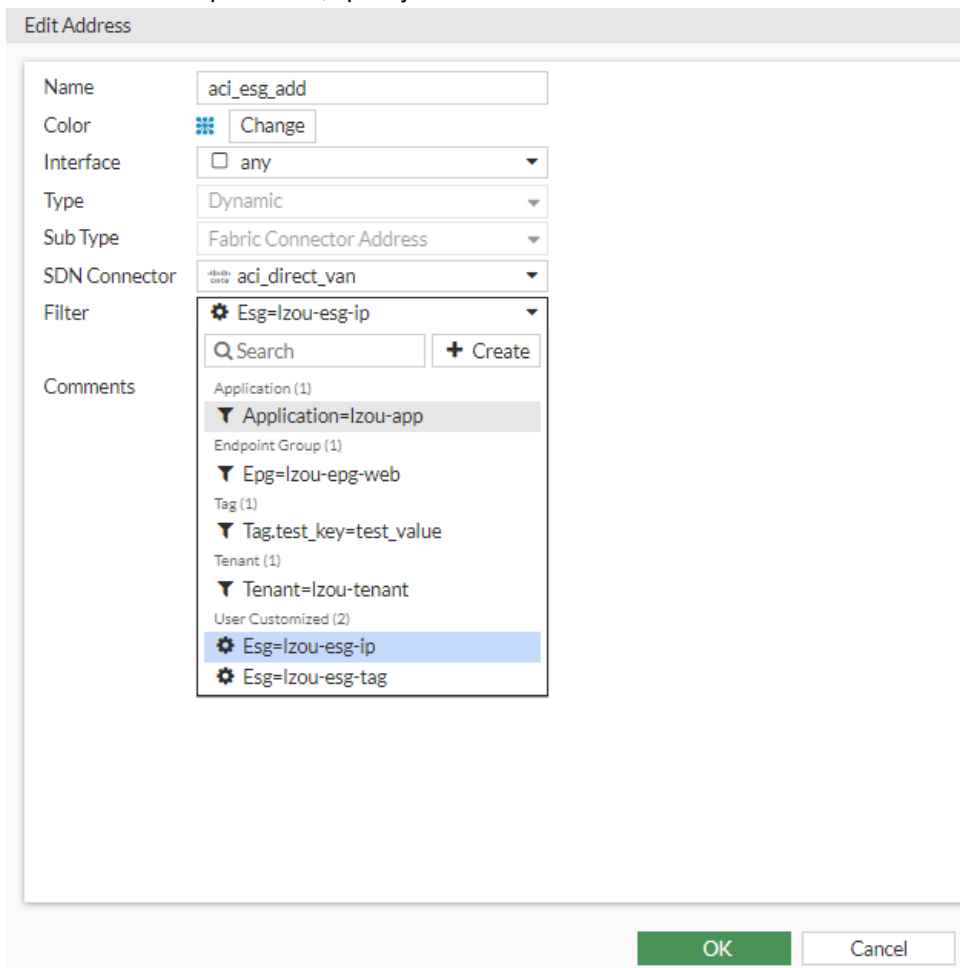 Edit Address
Name aci_esg_add
Color Change
Interface any
Type Dynamic
Sub Type Fabric Connector Address
SDN Connector aci_direct_van
Filter Esg=lzou-esg-ip
Search + Create
Comments Application (1)
Application=lzou-app
Endpoint Group (1)
Epg=lzou-epg-web
Tag (1)
Tag.test_key=test_value
Tenant (1)
Tenant=lzou-tenant
User Customized (2)
Esg=lzou-esg-ip
Esg=lzou-esg-tag
OK Cancel